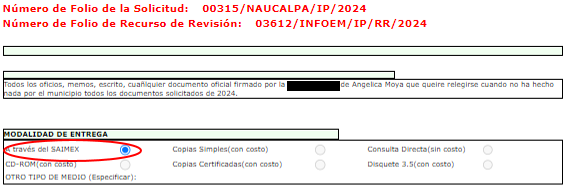 Número de Folio de la Solicitud: 00315/NAUCALPA/IP/2024
Número de Folio de Recurso de Revisión: 03612/INFOEM/IP/RR/2024
Todos los oficios, memos, escrito, cualquier documento oficial firmado por la de Angelica Moya que queire relegirse cuando no ha hecho
nada por el municipio todos los documentos solicitados de 2024.
MODALIDAD DE ENTREGA
A través del SAIMEX Copias Simples(con costo) Consulta Directa(sin costo)
CD-ROM(con costo) Copias Certificadas(con costo) Disquete 3.5(con costo)
OTRO TIPO DE MEDIO (Especificar):